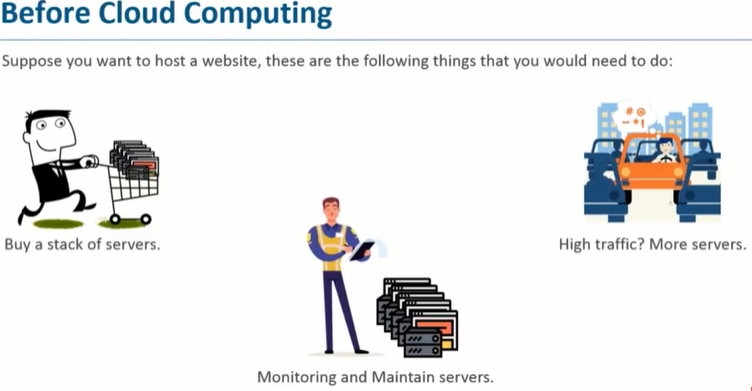 Before Cloud Computing
Suppose you want to host a website, these are the following things that you would need to do:
#@
-*!
Buy a stack of servers.
High traffic? More servers.
Monitoring and Maintain servers.